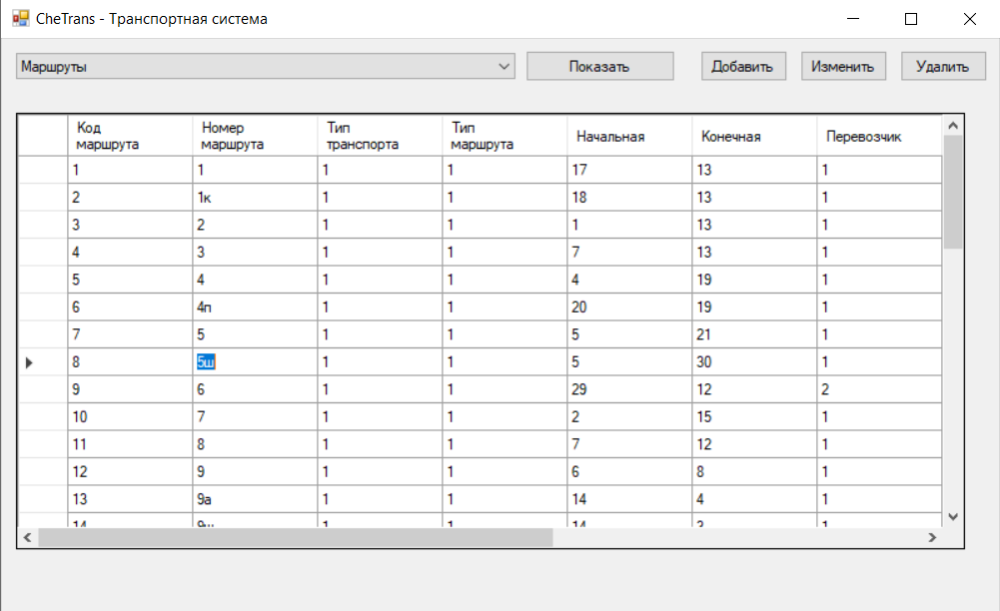 CheTrans - Транспортная система
Маршруты Показать Добавить Изменить Удалить
Код маршрута Номер маршрута Тип транспорта Тип маршрута Начальная Конечная Перевозчик
1 1 1 1 17 13 1
2 1к 1 1 18 13 1
3 2 1 1 1 13 1
4 3 1 1 7 13 1
5 4 1 1 4 19 1
6 4п 1 1 20 19 1
7 5 1 1 5 21 1
8 5ш 1 1 5 30 1
9 6 1 1 29 12 2
10 7 1 1 2 15 1
11 8 1 1 7 12 1
12 9 1 1 6 8 1
13 9а 1 1 14 4 1
14 1 1 14 1